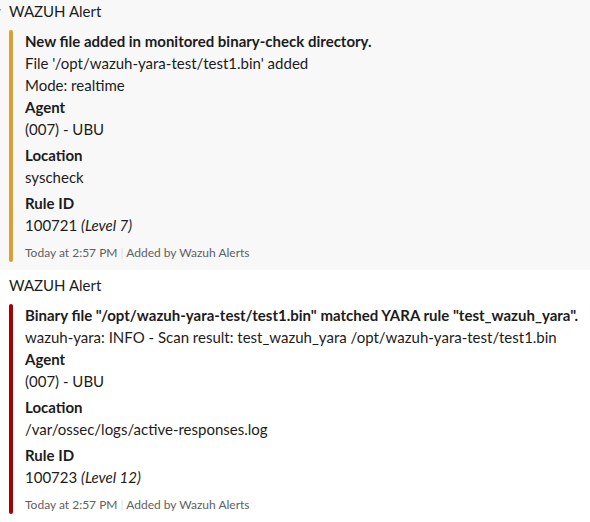 WAZUH Alert
New file added in monitored binary-check directory.
File '/opt/wazuh-yara-test/test1.bin' added
Mode: realtime
Agent
(007) - UBU
Location
syscheck
Rule ID
100721 (Level 7)
Today at 2:57 PM | Added by Wazuh Alerts
WAZUH Alert
Binary file "/opt/wazuh-yara-test/test1.bin" matched YARA rule "test_wazuh_yara".
wazuh-yara: INFO - Scan result: test_wazuh_yara /opt/wazuh-yara-test/test1.bin
Agent
(007) - UBU
Location
/var/ossec/logs/active-responses.log
Rule ID
100723 (Level 12)
Today at 2:57 PM | Added by Wazuh Alerts